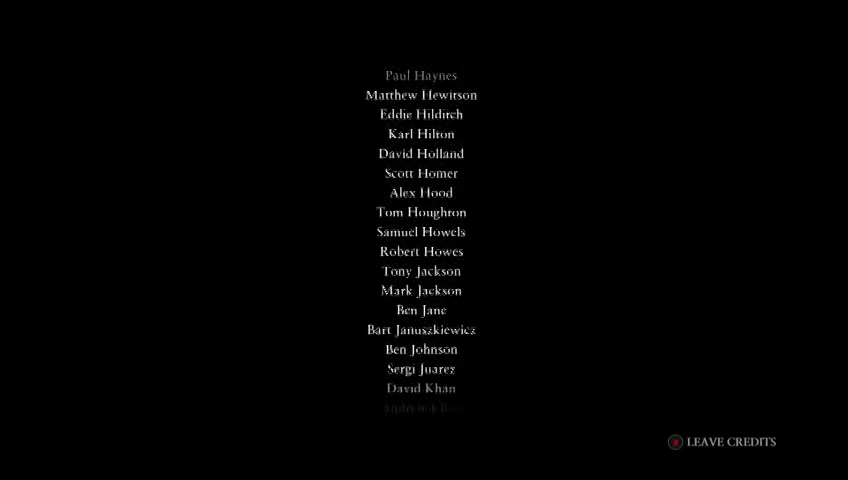 Paul Haynes
Matthew Hewitson
Eddie Hilditch
Karl Hilton
David Holland
Scott Homer
Alex Hood
Tom Houghton
Samuel Howels
Robert Howes
Tony Jackson
Mark Jackson
Ben Jane
Bart Januszkiewicz
Ben Johnson
Sergi Juarez
David Khan
LEAVE CREDITS